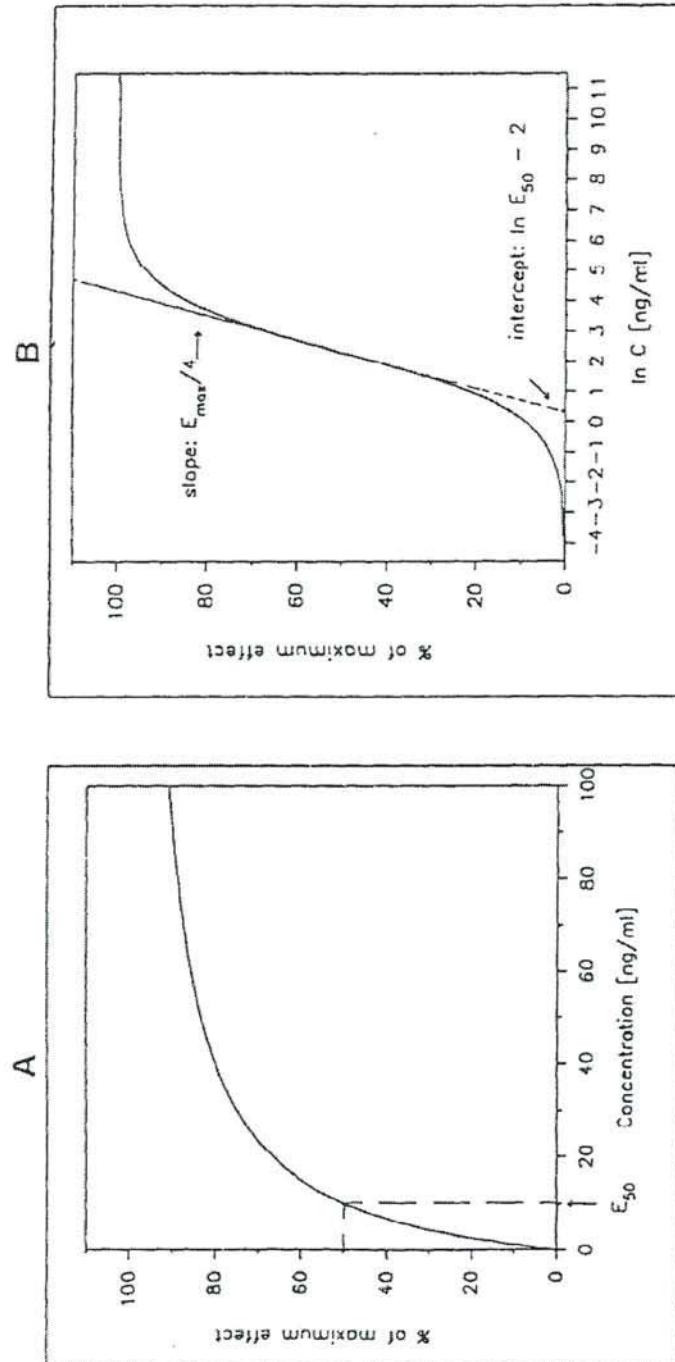 A
% of maximum effect
100
80
60
40
20
0
0 20 40 60 80 100
E50 Concentration [ng/ml]
B
% of maximum effect
100
80
60
40
20
0
slope: Emax/4
intercept: ln E50 - 2
-4-3-2-1 0 1 2 3 4 5 6 7 8 9 10 11
ln C [ng/ml]